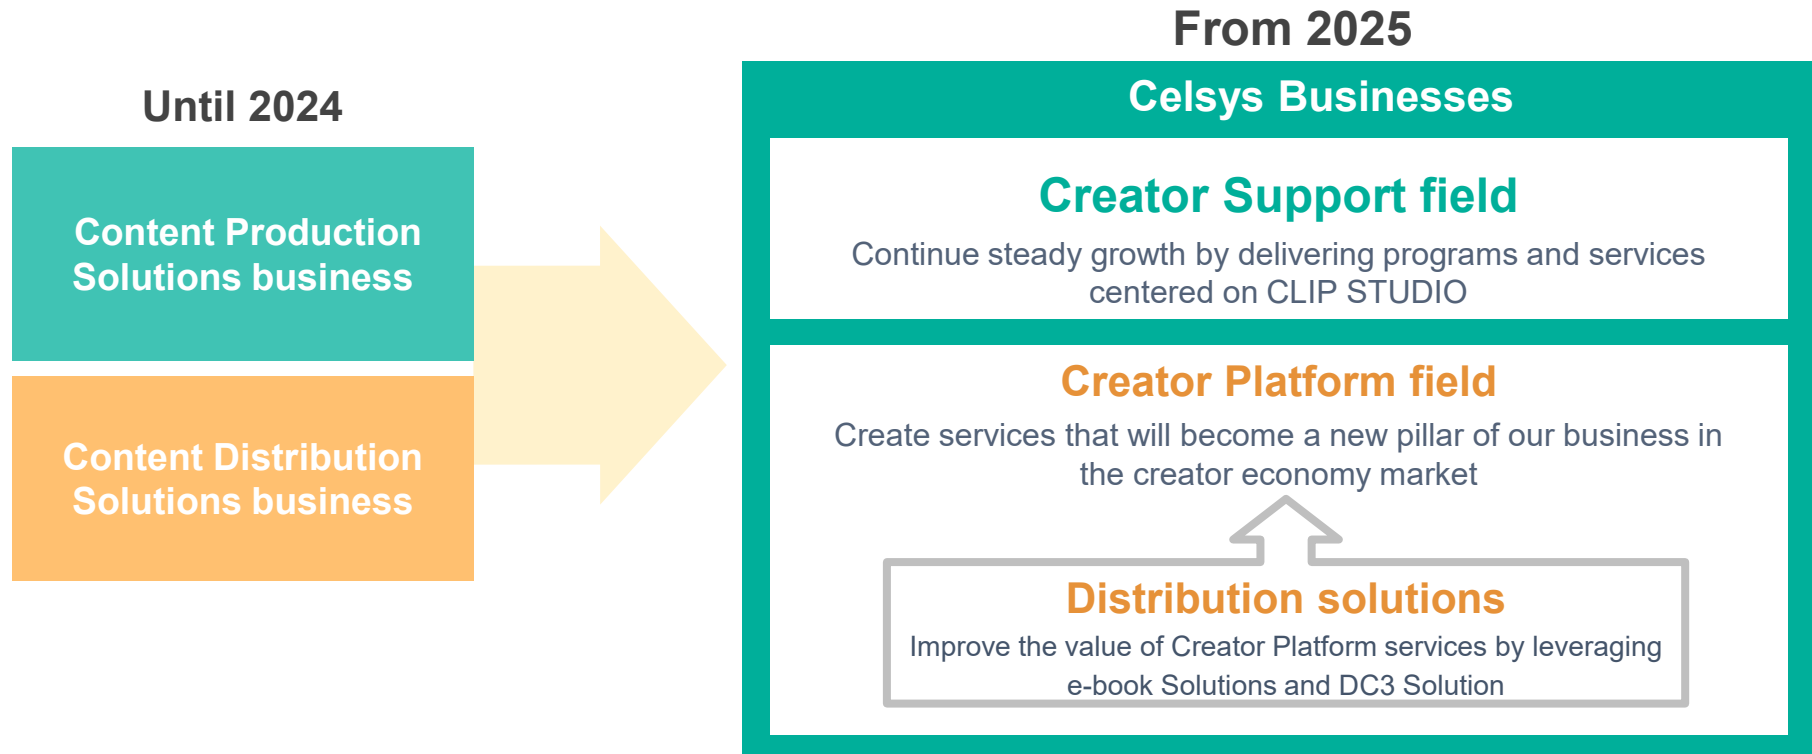 Until 2024
Content Production
Solutions business
Content Distribution
Solutions business
From 2025
Celsys Businesses
Creator Support field
Continue steady growth by delivering programs and services
centered on CLIP STUDIO
Creator Platform field
Create services that will become a new pillar of our business in
the creator economy market
Distribution solutions
Improve the value of Creator Platform services by leveraging
e-book Solutions and DC3 Solution